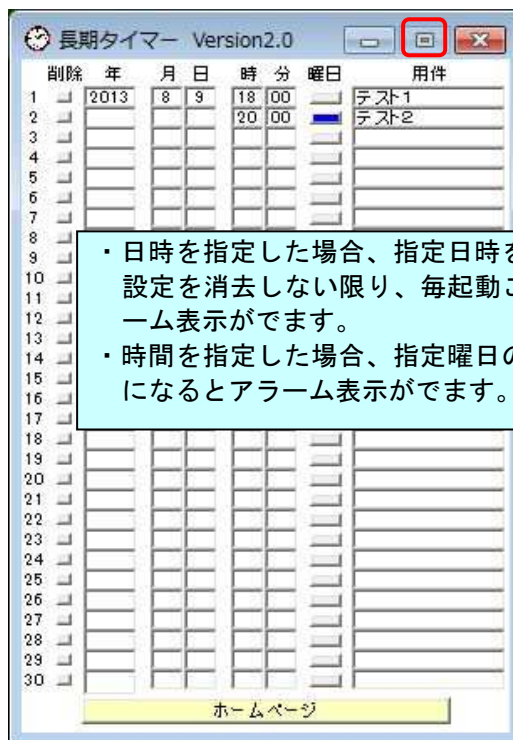 長期タイマー Version2.0
削除 年 月 日 時 分 曜日 用件
1 2013 8 9 18 00 テスト1
2 20 00 テスト2
3
4
5
6
7
8
9
10
11
12
13
14
15
16
17
・日時を指定した場合、指定日時を
設定を消去しない限り、毎起動
ーム表示がでます。
・時間を指定した場合、指定曜日の
になるとアラーム表示がでます。
18
19
20
21
22
23
24
25
26
27
28
29
30
ホームページ